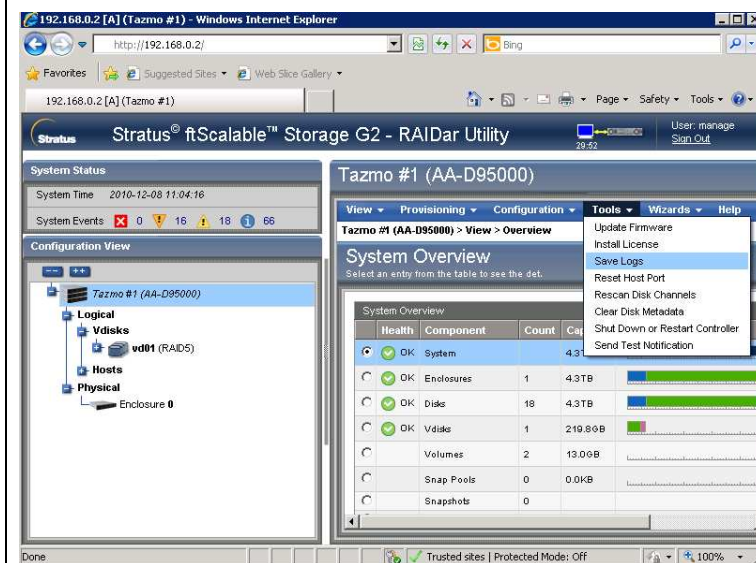 192.168.0.2 [A] (Tazmo #1) - Windows Internet Explorer
http://192.168.0.2/
Bing
Favorites
Suggested Sites
Web Slice Gallery
192.168.0.2 [A] (Tazmo #1)
Page
Safety
Tools
Stratus
Stratus© ftScalable™ Storage G2 - RAIDar Utility
29:52
User: manage
Sign Out
System Status
System Time 2010-12-08 11:04:16
System Events 0 16 18 66
Configuration View
Tazmo #1 (AA-D95000)
Logical
Vdisks
vd01 (RAID5)
Hosts
Physical
Enclosure 0
Tazmo #1 (AA-D95000)
View
Provisioning
Configuration
Tools
Wizards
Help
Tazmo #1 (AA-D95000) > View > Overview
Update Firmware
Install License
Save Logs
Reset Host Port
Rescan Disk Channels
Clear Disk Metadata
Shut Down or Restart Controller
Send Test Notification
System Overview
Select an entry from the table to see the det.
System Overview
Health Component Count
OK System
OK Enclosures 1 4.3TB
OK Disks 18 4.3TB
OK Vdisks 1 219.8GB
Volumes 2 13.0GB
Snap Pools 0 0.0KB
Snapshots 0
Done
Trusted sites | Protected Mode: Off
100%